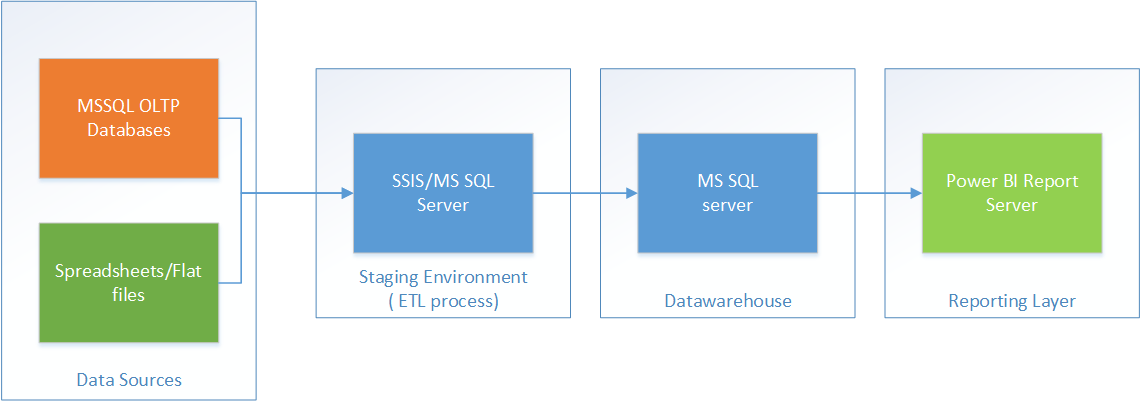 MSSQL OLTP
Databases
Spreadsheets/Flat
files
Data Sources
SSIS/MS SQL
Server
Staging Environment
( ETL process)
MS SQL
server
Datawarehouse
Power BI Report
Server
Reporting Layer